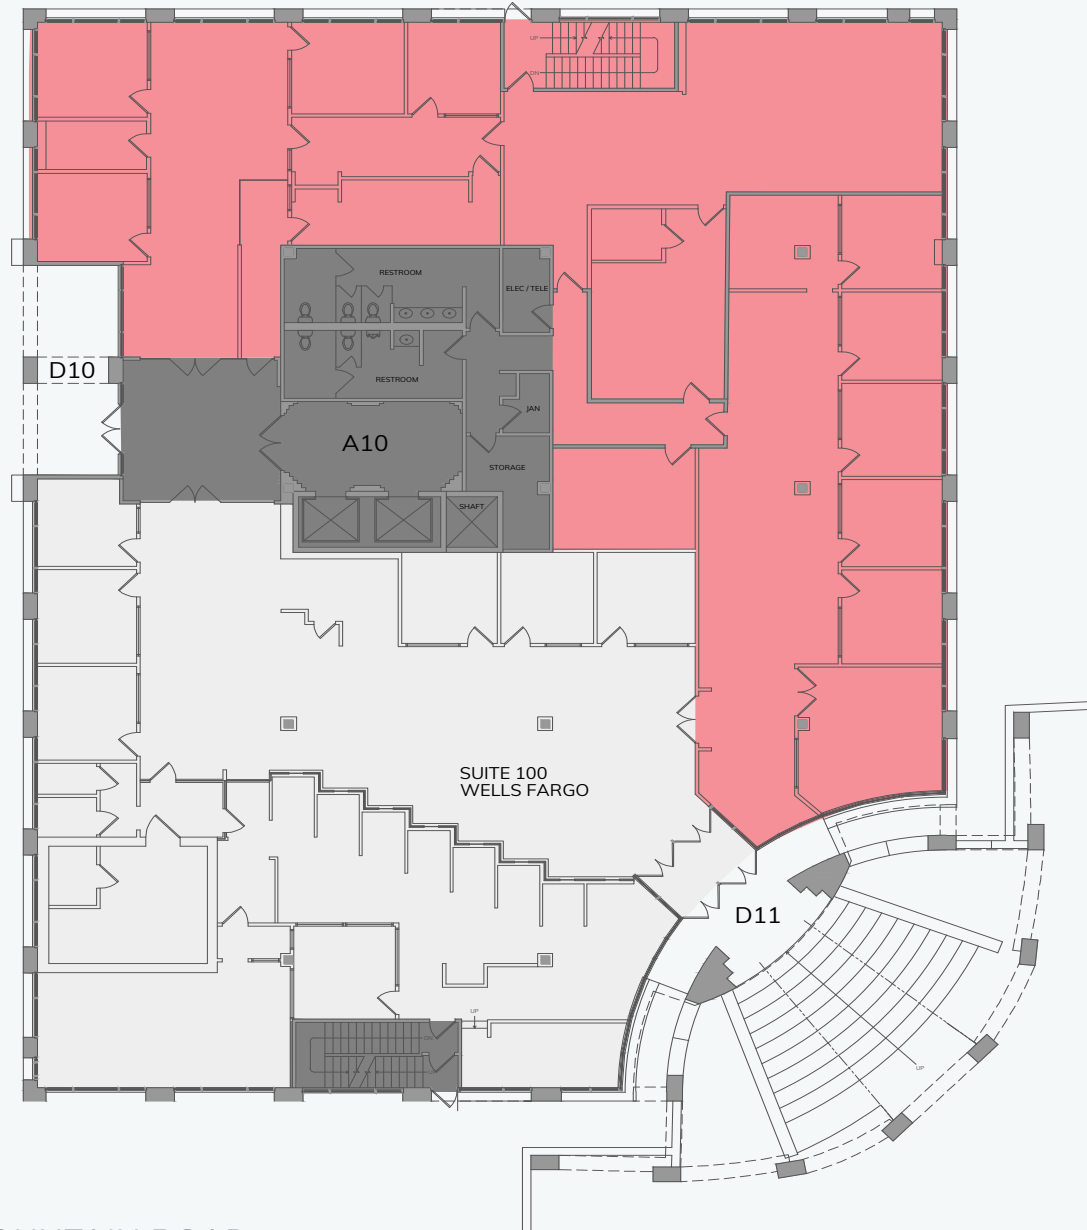 UP
DN
RESTROOM
ELEC / TELE
D10
RESTROOM
JAN
A10
STORAGE
SHAFT
SUITE 100
WELLS FARGO
D11
UP
DN
UP